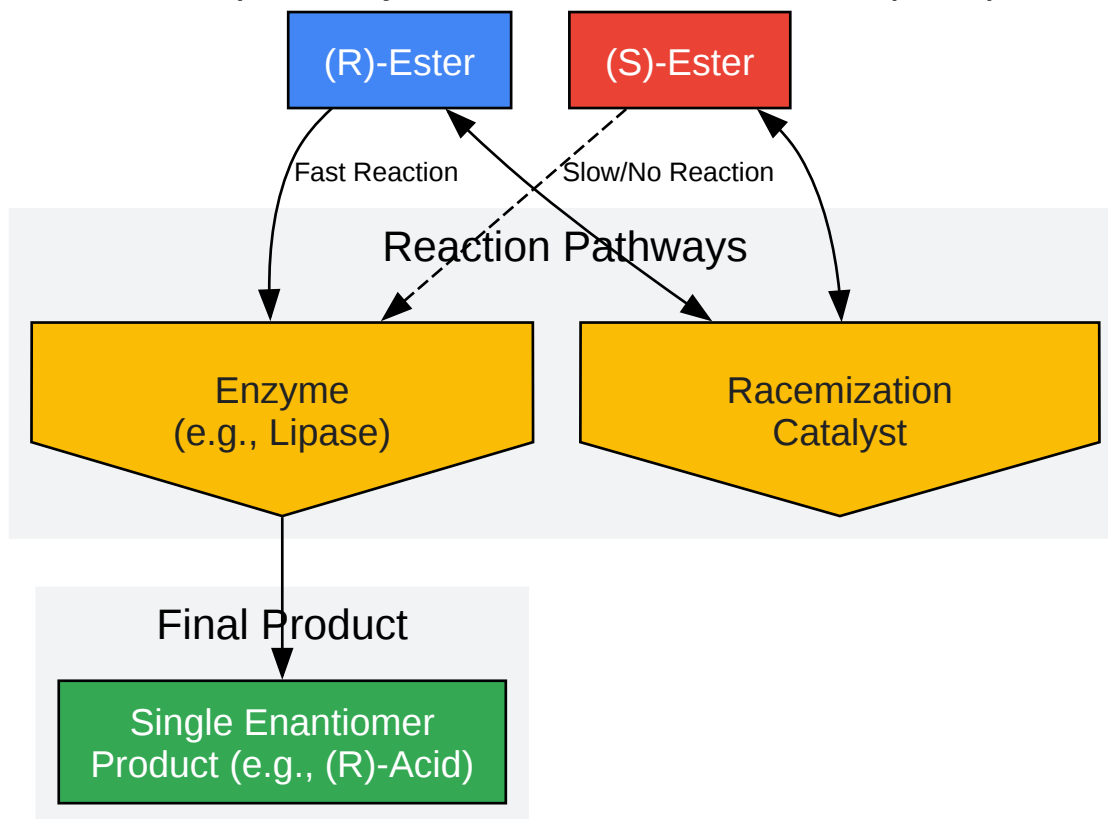 (R)-Ester
(S)-Ester
Fast Reaction
Slow/No Reaction
Reaction Pathways
Enzyme
(e.g., Lipase)
Racemization
Catalyst
Final Product
Single Enantiomer
Product (e.g., (R)-Acid)